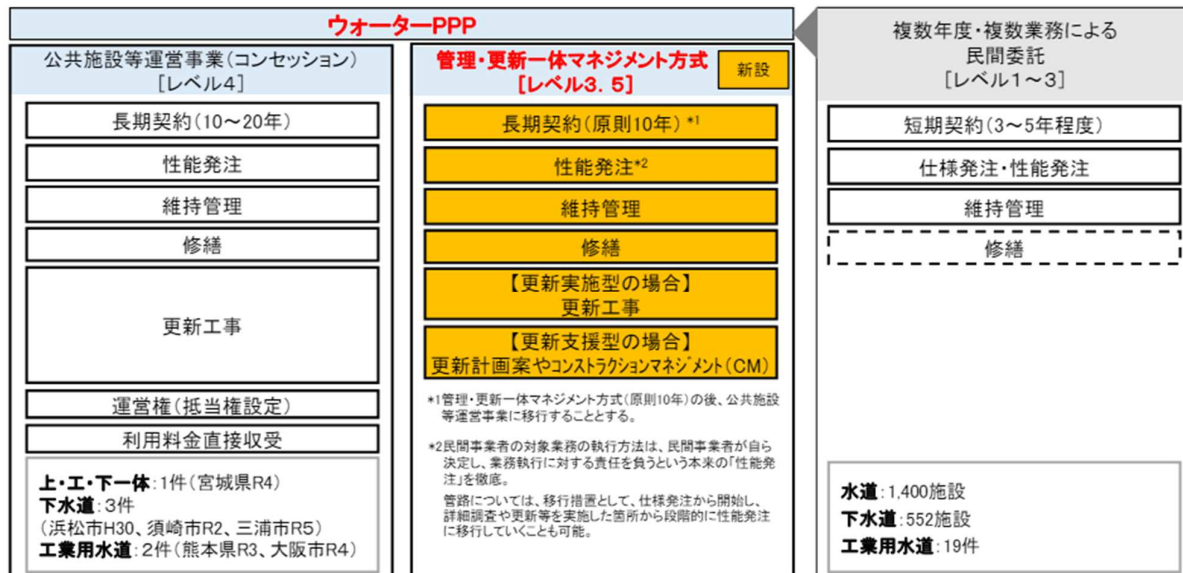 ウォーターPPP
公共施設等運営事業(コンセッション)
[レベル4]
長期契約(10~20年)
性能発注
維持管理
修繕
更新工事
運営権(抵当権設定)
利用料金直接収受
上・工・下一体:1件(宮城県R4)
下水道:3件
(浜松市H30、須崎市R2、三浦市R5)
工業用水道:2件(熊本県R3、大阪市R4)
管理・更新一体マネジメント方式
[レベル3.5]
新設
長期契約(原則10年)*1
性能発注*2
維持管理
修繕
【更新実施型の場合】
更新工事
【更新支援型の場合】
更新計画案やコンストラクションマネジメント(CM)
*1管理・更新一体マネジメント方式(原則10年)の後、公共施設
等運営事業に移行することとする。
*2民間事業者の対象業務の執行方法は、民間事業者が自ら
決定し、業務執行に対する責任を負うという本来の「性能発
注」を徹底。
管路については、移行措置として、仕様発注から開始し、
詳細調査や更新等を実施した箇所から段階的に性能発注
に移行していくことも可能。
複数年度・複数業務による
民間委託
[レベル1~3]
短期契約(3~5年程度)
仕様発注・性能発注
維持管理
修繕
水道:1,400施設
下水道:552施設
工業用水道:19件